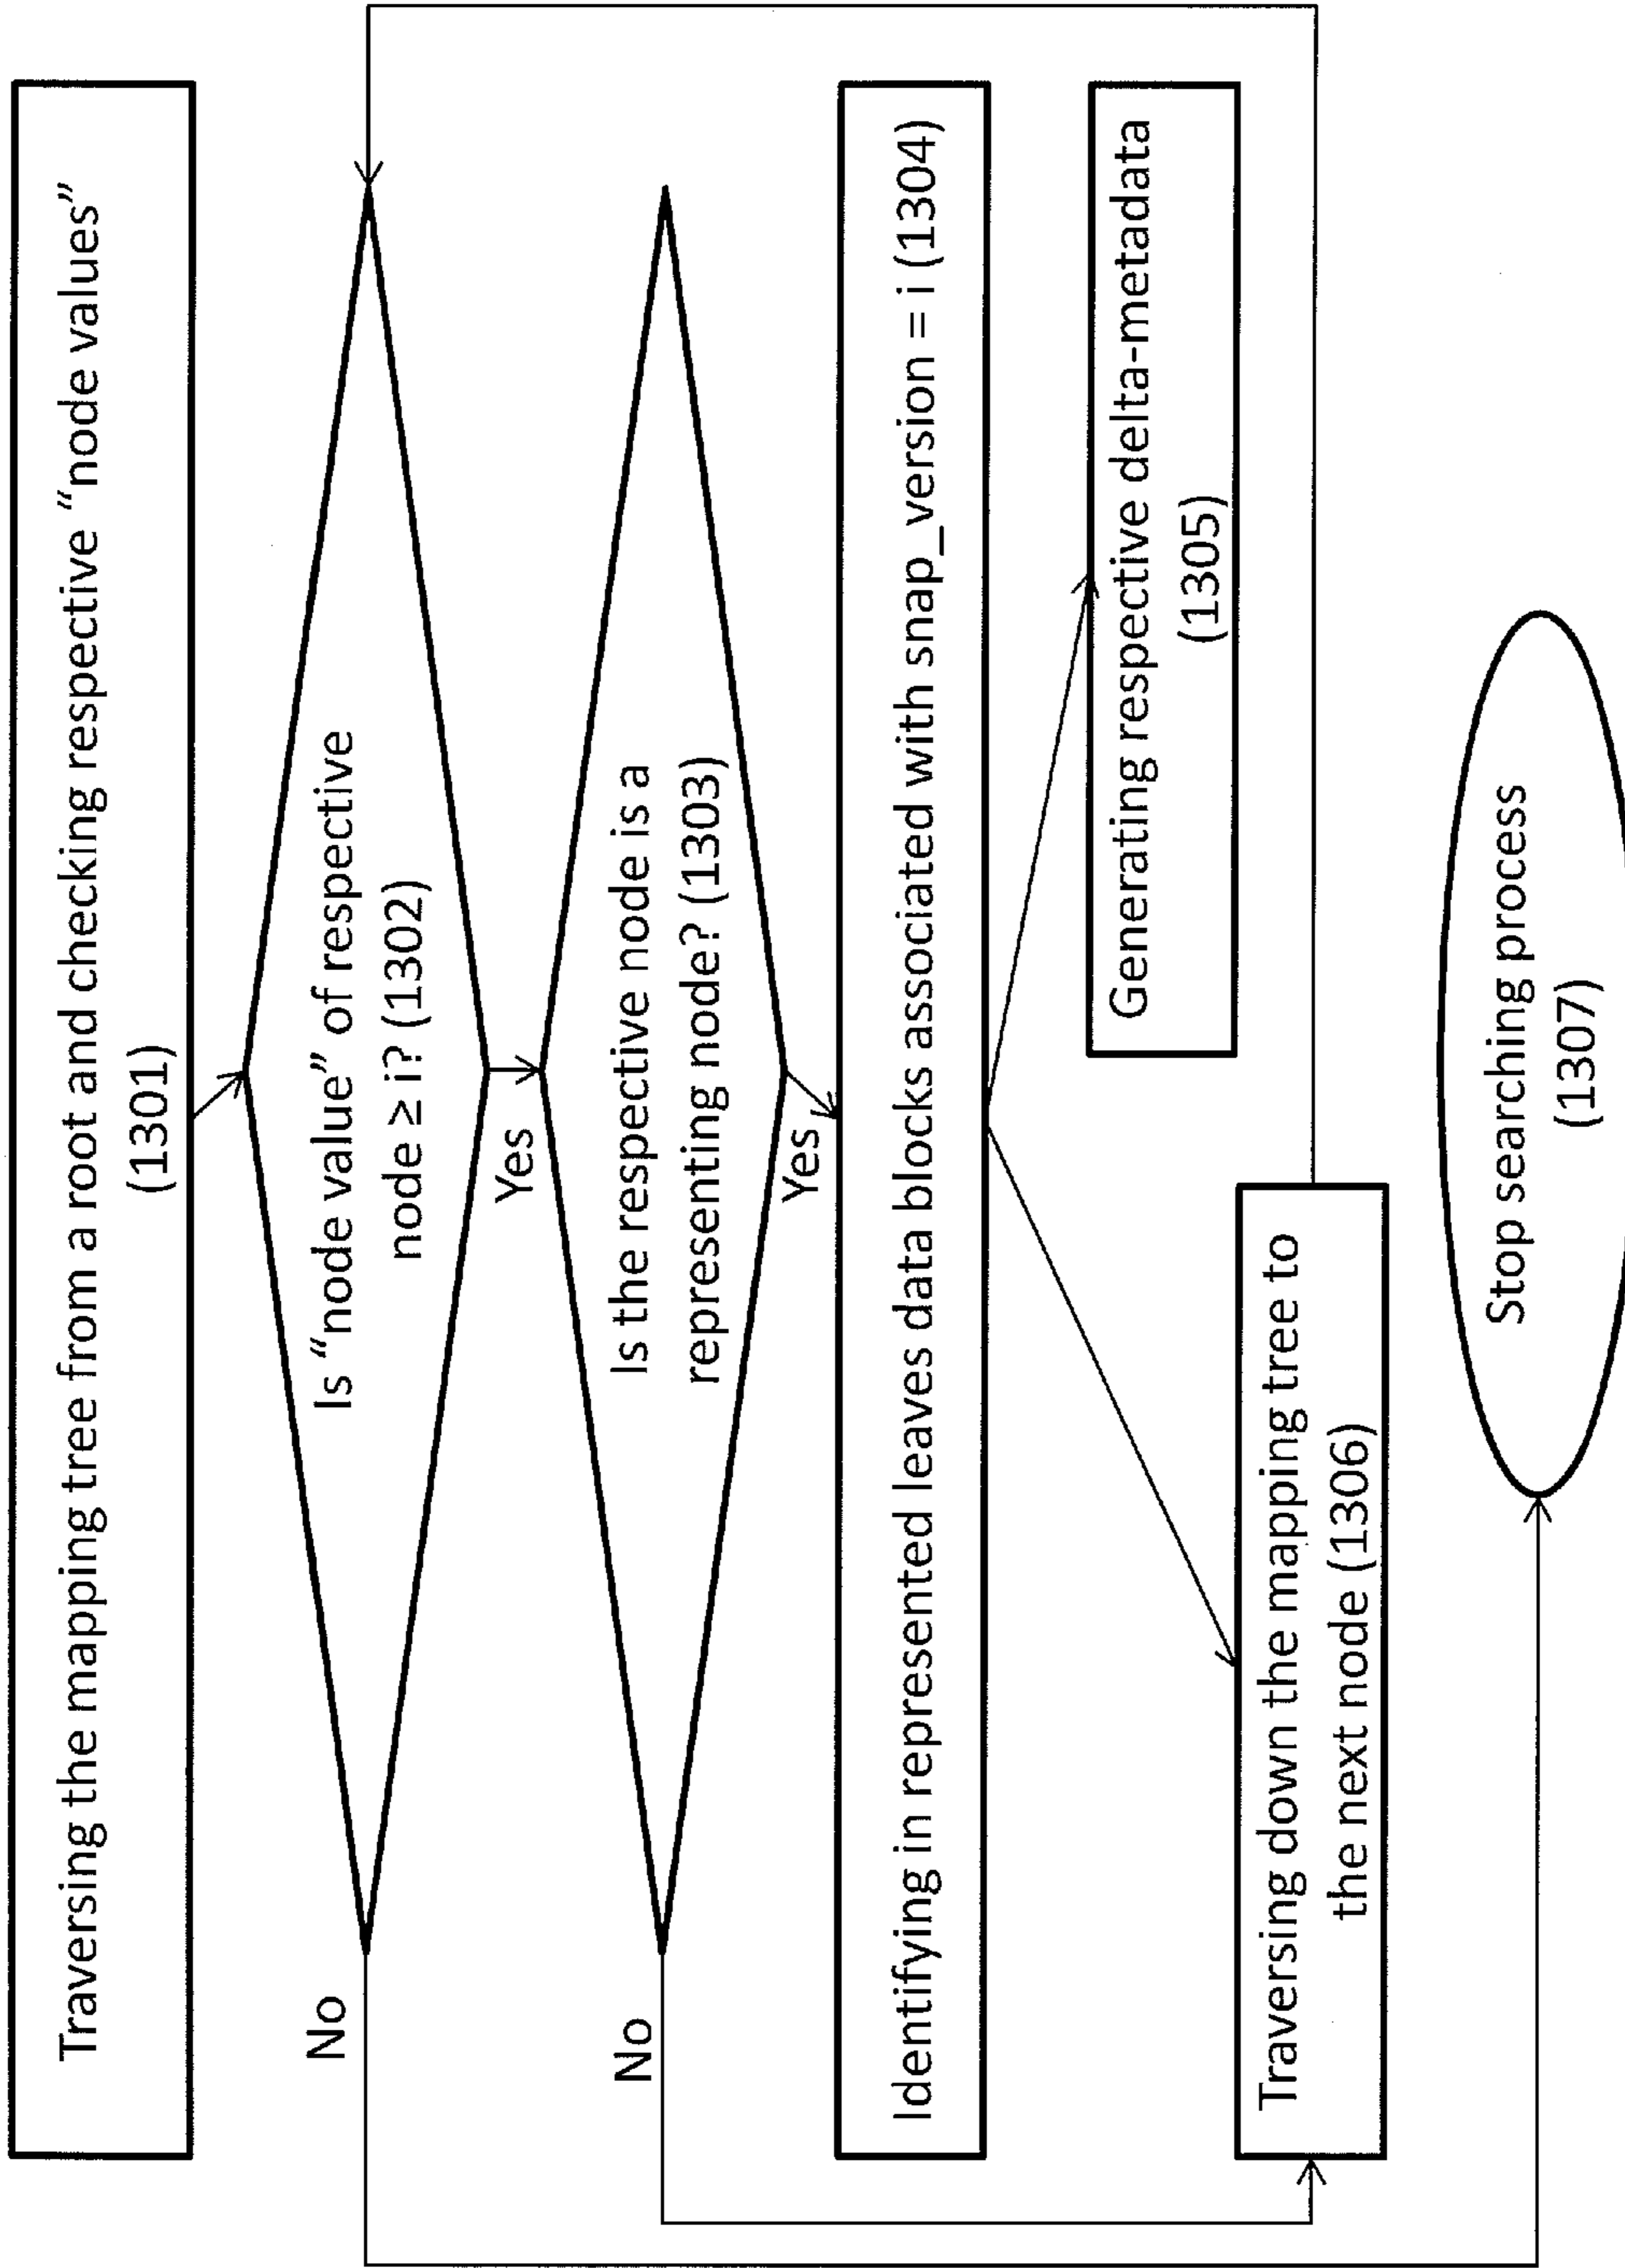 Traversing the mapping tree from a root and checking respective “node values”
(1301)
Is “node value” of respective
node ≥ i? (1302)
No
Yes
Is the respective node is a
representing node? (1303)
No
Yes
Identifying in represented leaves data blocks associated with snap_version = i (1304)
Generating respective delta-metadata
(1305)
Traversing down the mapping tree to
the next node (1306)
Stop searching process
(1307)